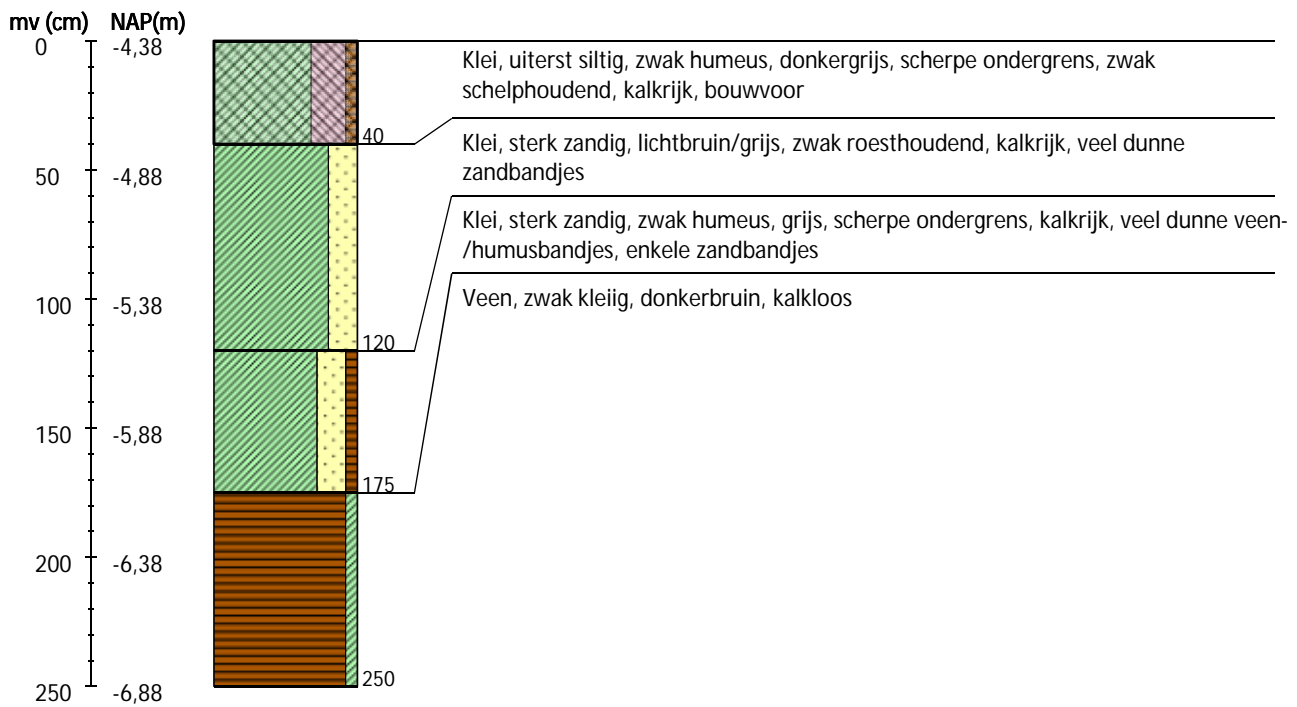 mv (cm) NAP(m)
0 -4,38
Klei, uiterst siltig, zwak humeus, donkergrijs, scherpe ondergrens, zwak
schelphoudend, kalkrijk, bouwvoor
40
Klei, sterk zandig, lichtbruin/grijs, zwak roesthoudend, kalkrijk, veel dunne
zandbandjes
50 -4,88
Klei, sterk zandig, zwak humeus, grijs, scherpe ondergrens, kalkrijk, veel dunne veen-
/humusbandjes, enkele zandbandjes
100 -5,38
Veen, zwak kleiig, donkerbruin, kalkloos
120
150 -5,88
175
200 -6,38
250
250 -6,88